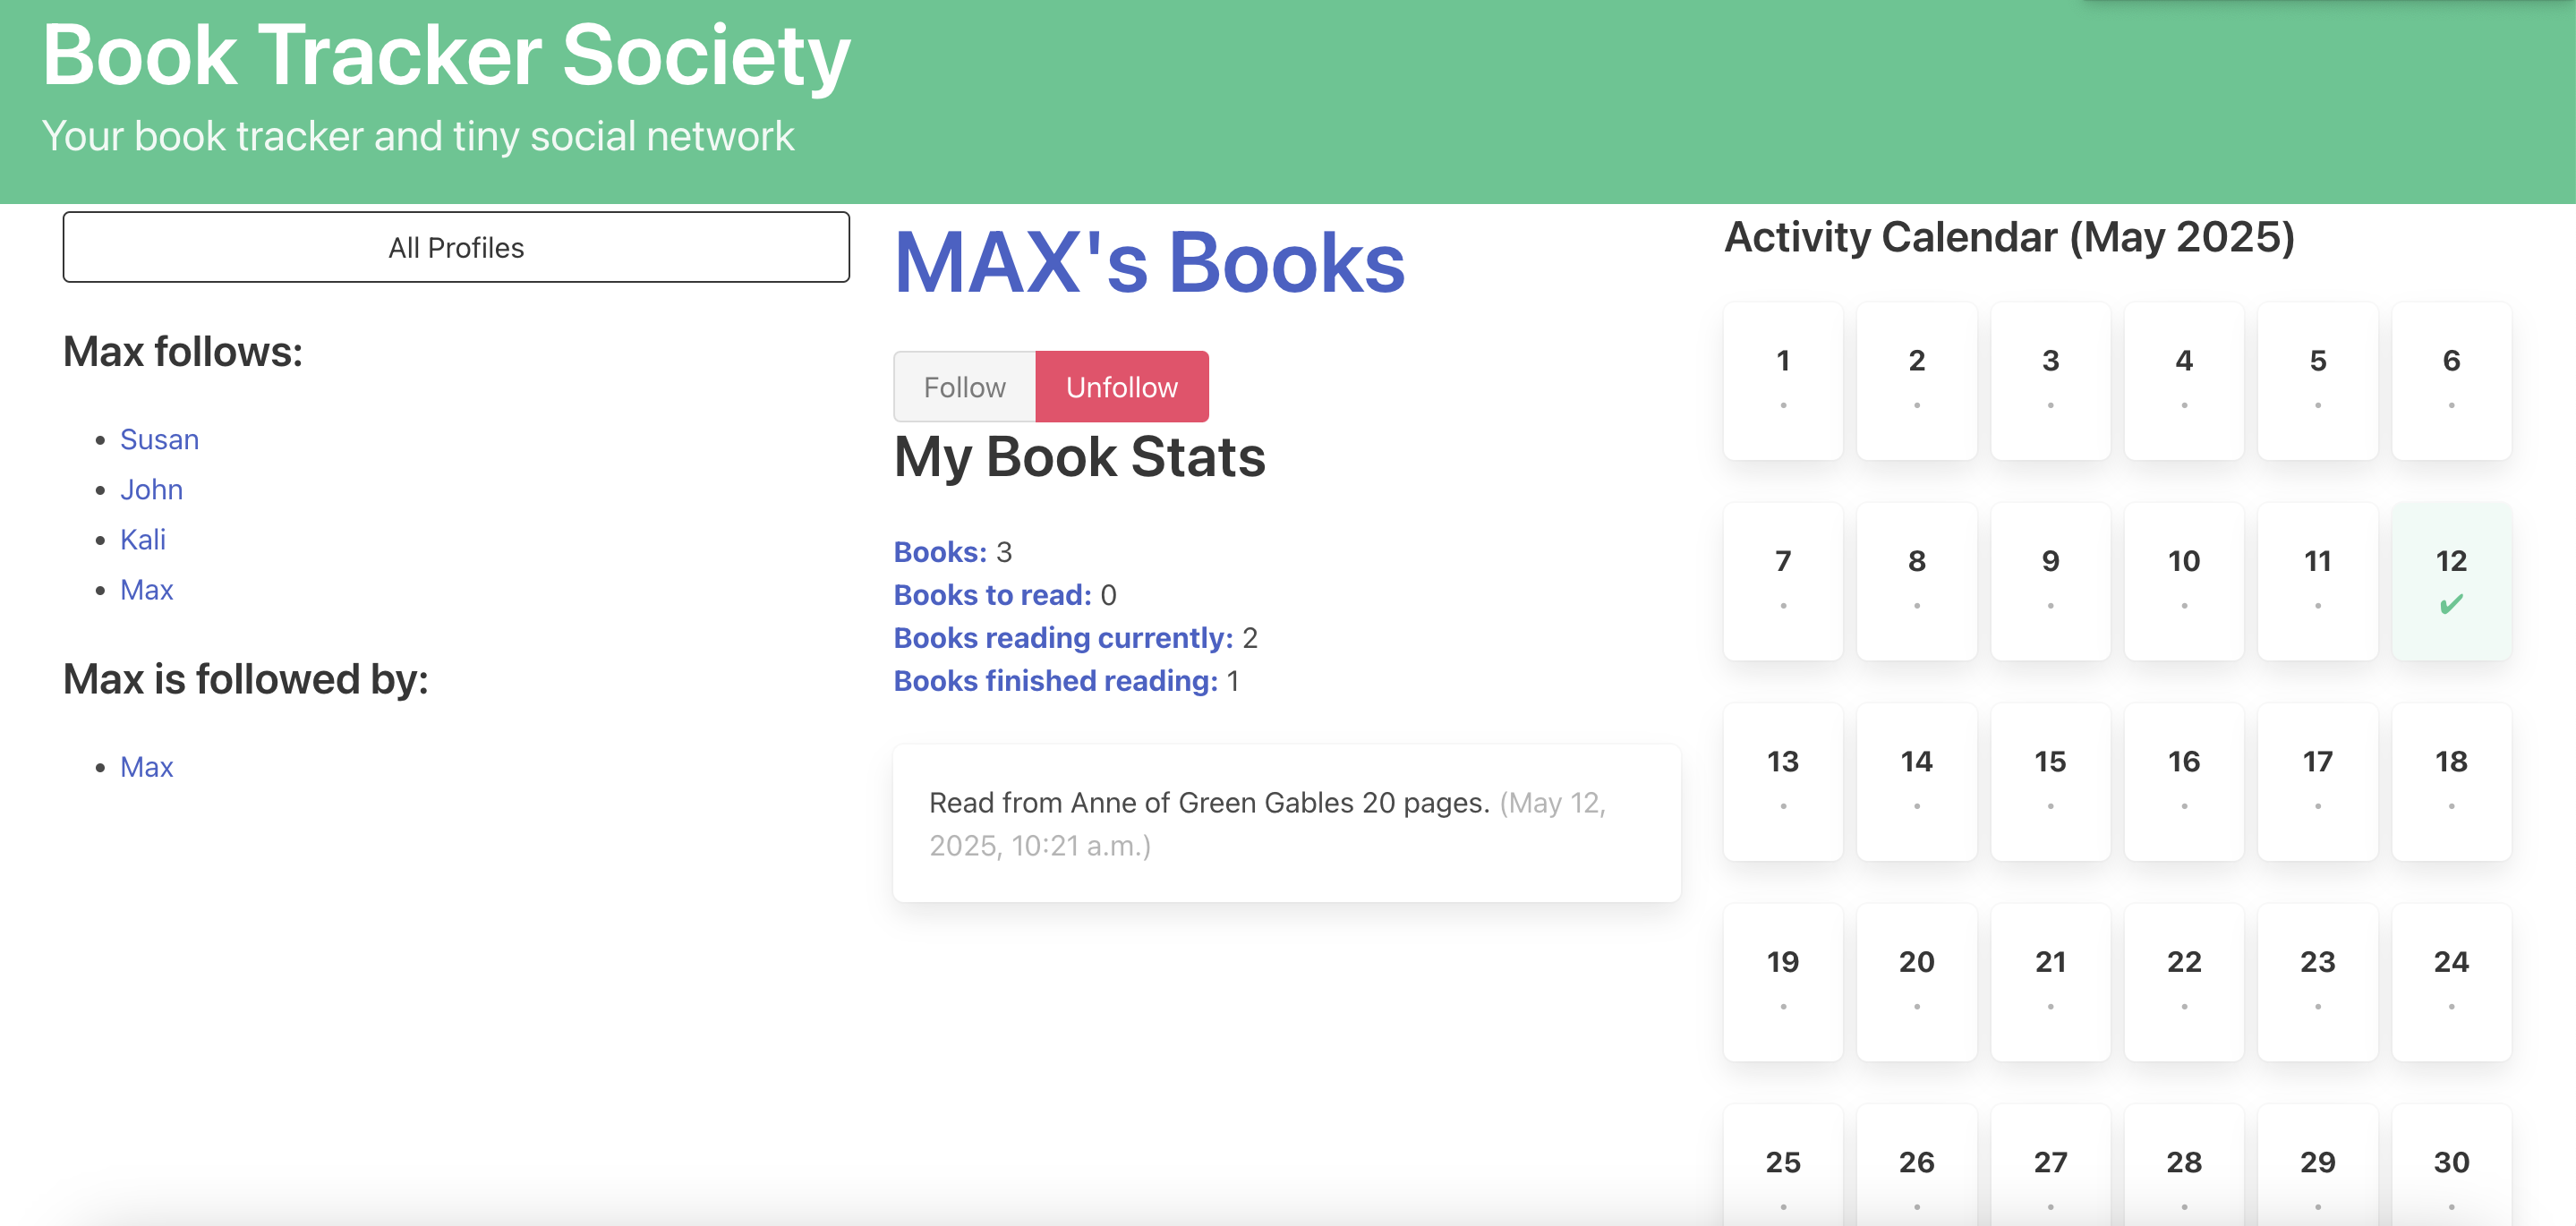 Book Tracker Society
Your book tracker and tiny social network
All Profiles
Max follows:
Susan
John
Kali
Max
Max is followed by:
Max
MAX's Books
Follow Unfollow
My Book Stats
Books: 3
Books to read: 0
Books reading currently: 2
Books finished reading: 1
Read from Anne of Green Gables 20 pages. (May 12,
2025, 10:21 a.m.)
Activity Calendar (May 2025)
1 2 3 4 5 6
7 8 9 10 11 12
✔
13 14 15 16 17 18
19 20 21 22 23 24
25 26 27 28 29 30